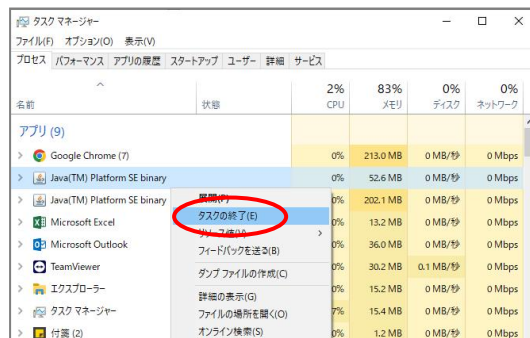 タスク マネージャー
ファイル(F) オプション(O) 表示(V)
プロセス パフォーマンス アプリの履歴 スタートアップ ユーザー 詳細 サービス
2% 83% 0% 0%
名前 状態 CPU メモリ ディスク ネットワーク
アプリ (9)
Google Chrome (7) 0% 213.0 MB 0 MB/秒 0 Mbps
Java(TM) Platform SE binary 0% 52.6 MB 0 MB/秒 0 Mbps
Java(TM) Platform SE binary 0% 202.1 MB 0 MB/秒 0 Mbps
展開(P)
タスクの終了(E)
リソース値(V)
フィードバックを送る(B)
ダンプ ファイルの作成(C)
詳細の表示(G)
ファイルの場所を開く(O)
オンライン検索(S)
Microsoft Excel 0% 13.2 MB 0 MB/秒 0 Mbps
Microsoft Outlook 0% 36.0 MB 0 MB/秒 0 Mbps
TeamViewer 0% 30.2 MB 0.1 MB/秒 0 Mbps
エクスプローラー 0% 15.2 MB 0 MB/秒 0 Mbps
タスク マネージャー 7% 15.4 MB 0 MB/秒 0 Mbps
付箋 (2) 0% 1.2 MB 0 MB/秒 0 Mbps